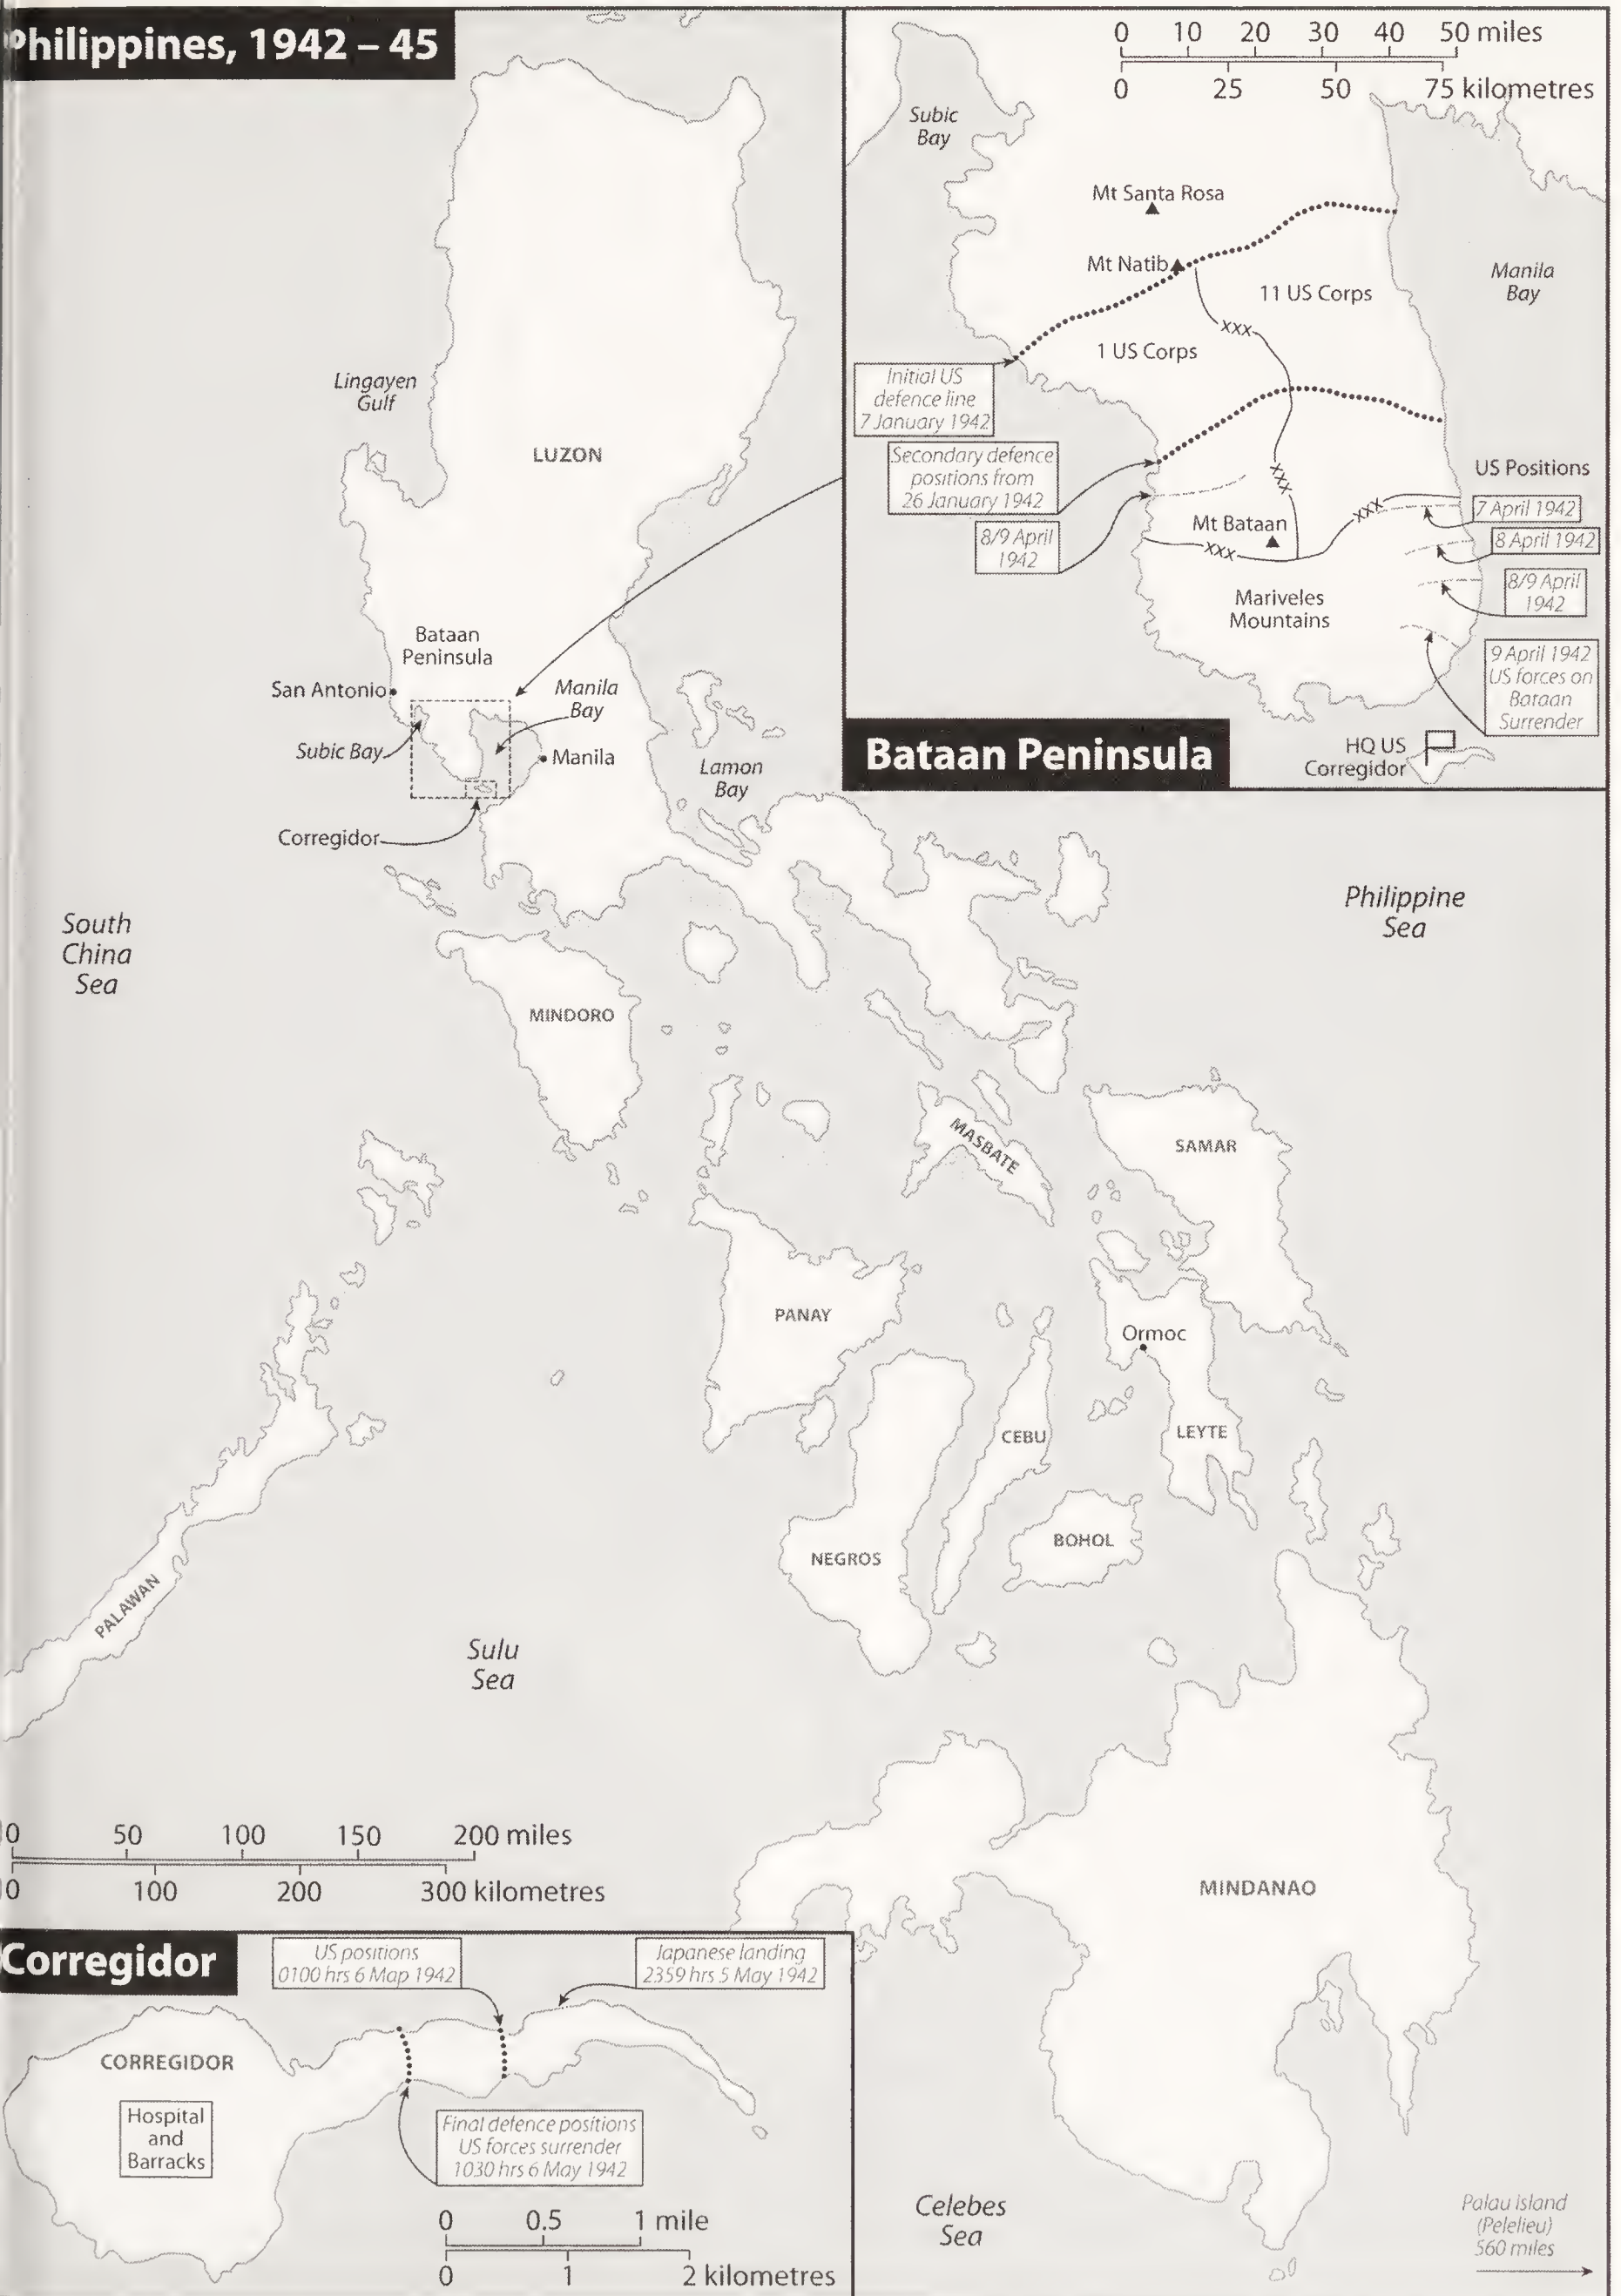 Philippines, 1942 – 45
Lingayen
Gulf
LUZON
Bataan
Peninsula
San Antonio
Manila
Bay
Subic Bay
Manila
Lamon
Bay
Corregidor
South
China
Sea
Philippine
Sea
MINDORO
MASBATE
SAMAR
PANAY
Ormoc
CEBU
LEYTE
NEGROS
BOHOL
PALAWAN
Sulu
Sea
MINDANAO
Celebes
Sea
Palau Island
(Pelelieu)
560 miles
0 50 100 150 200 miles
0 100 200 300 kilometres
0 10 20 30 40 50 miles
0 25 50 75 kilometres
Subic
Bay
Mt Santa Rosa
Mt Natib
Manila
Bay
11 US Corps
xxx
1 US Corps
Initial US
defence line
7 January 1942
Secondary defence
positions from
26 January 1942
8/9 April
1942
xxx
US Positions
7 April 1942
xxx
8 April 1942
Mt Bataan
xxx
8/9 April
1942
Mariveles
Mountains
9 April 1942
US forces on
Bataan
Surrender
HQ US
Corregidor
Bataan Peninsula
Corregidor
US positions
0100 hrs 6 Map 1942
Japanese landing
2359 hrs 5 May 1942
CORREGIDOR
Hospital
and
Barracks
Final defence positions
US forces surrender
1030 hrs 6 May 1942
0 0.5 1 mile
0 1 2 kilometres